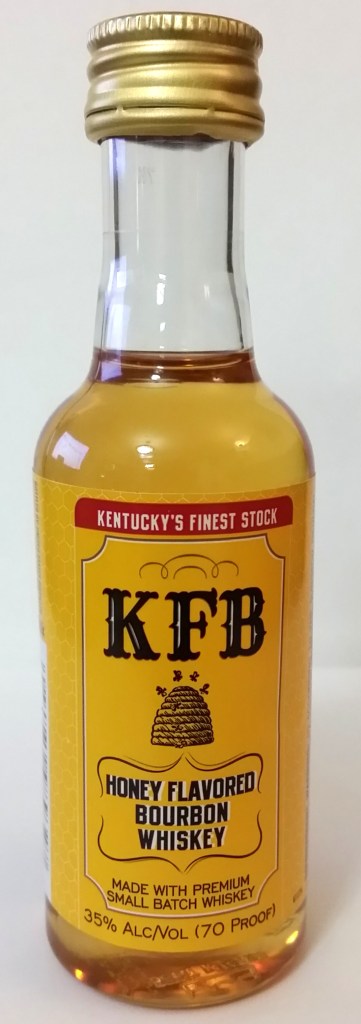 KENTUCKY'S FINEST STOCK
KFB
HONEY FLAVORED
BOURBON
WHISKEY
MADE WITH PREMIUM
SMALL BATCH WHISKEY
35% ALC/VOL (70 PROOF)